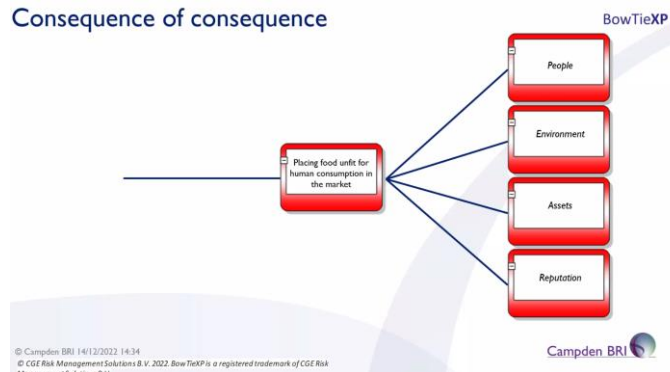 Consequence of consequence
BowTieXP
People
Environment
Placing food unfit for
human consumption in
the market
Assets
Reputation
© Campden BRI 14/12/2022 14:34
Campden BRI
© CGE Risk Management Solutions B.V. 2022. BowTieXP is a registered trademark of CGE Risk